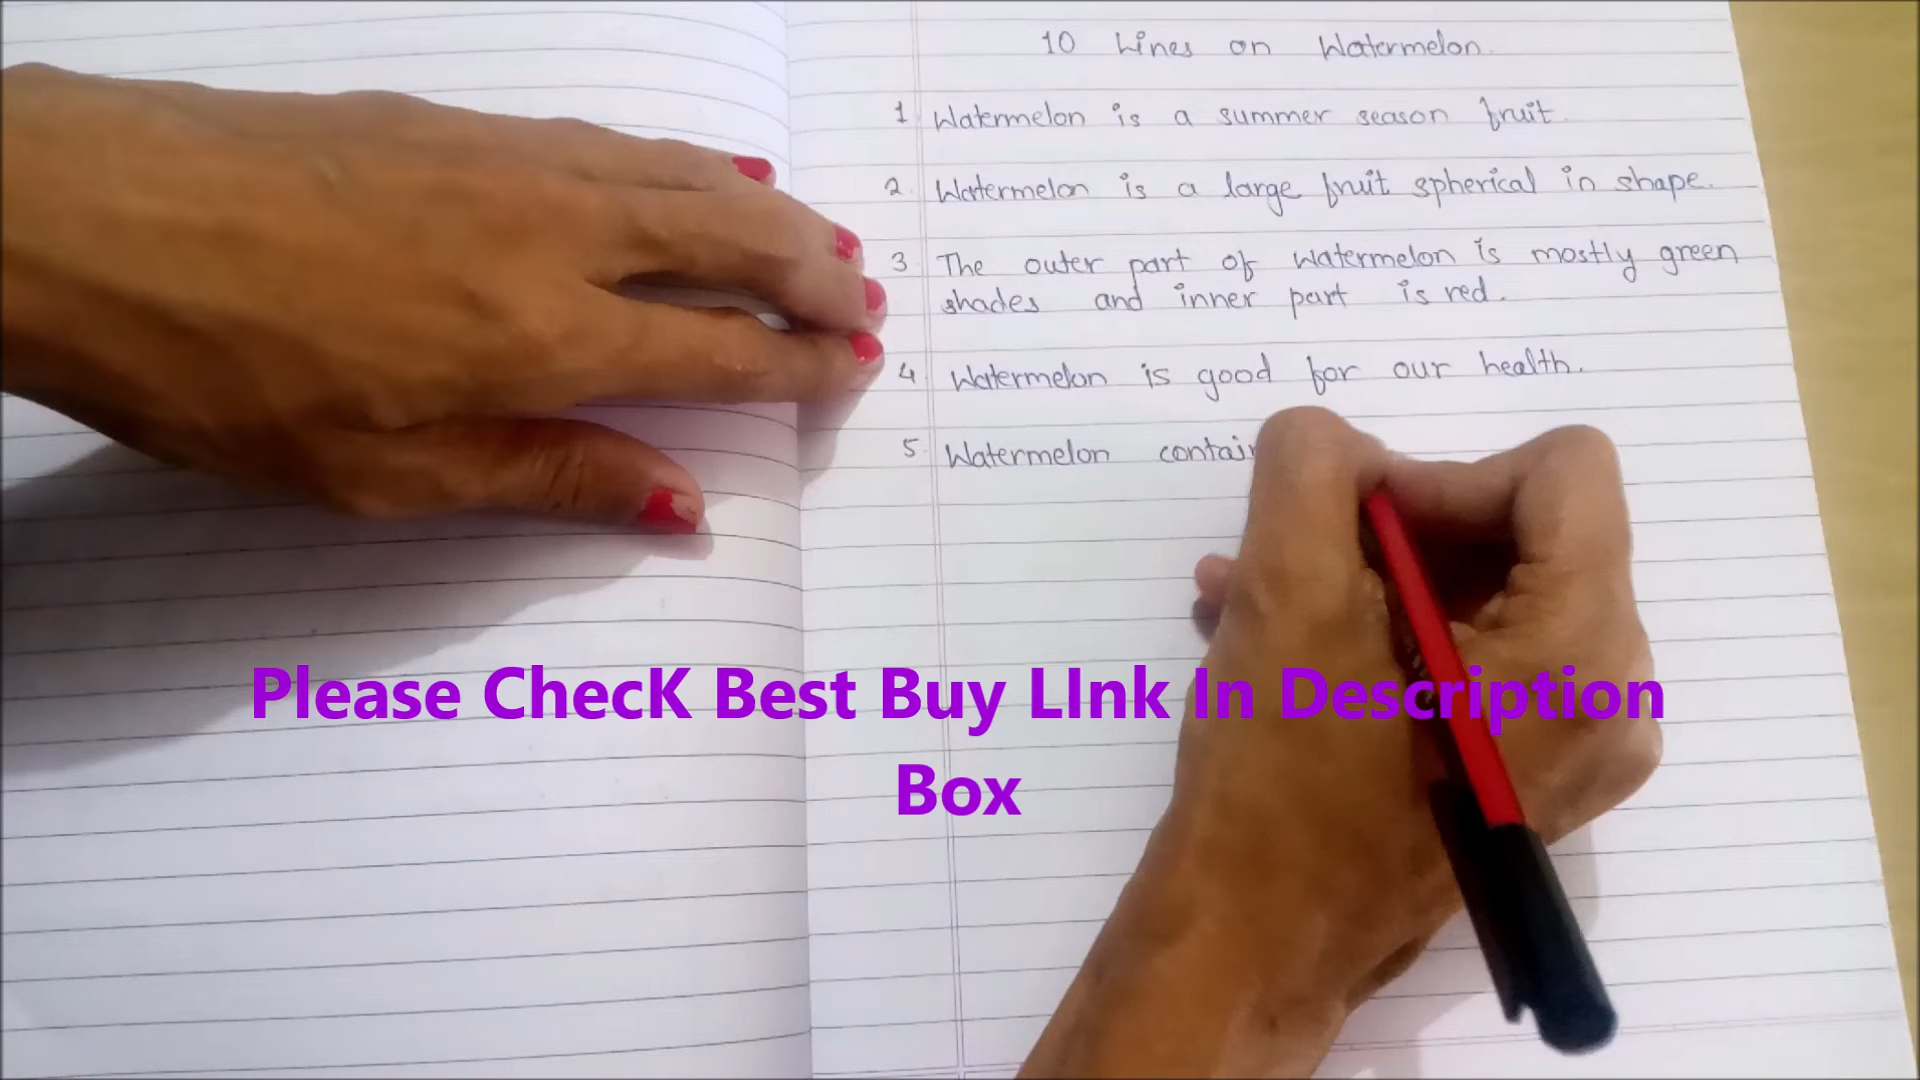 10 Lines on Watermelon.
1 Watermelon is a summer season fruit.
2. Watermelon is a large fruit spherical in shape.
3 The outer part of watermelon is mostly green
shades and inner part is red.
4 Watermelon is good for our health.
5. Watermelon contain
Please ChecK Best Buy LInk In Description
Box